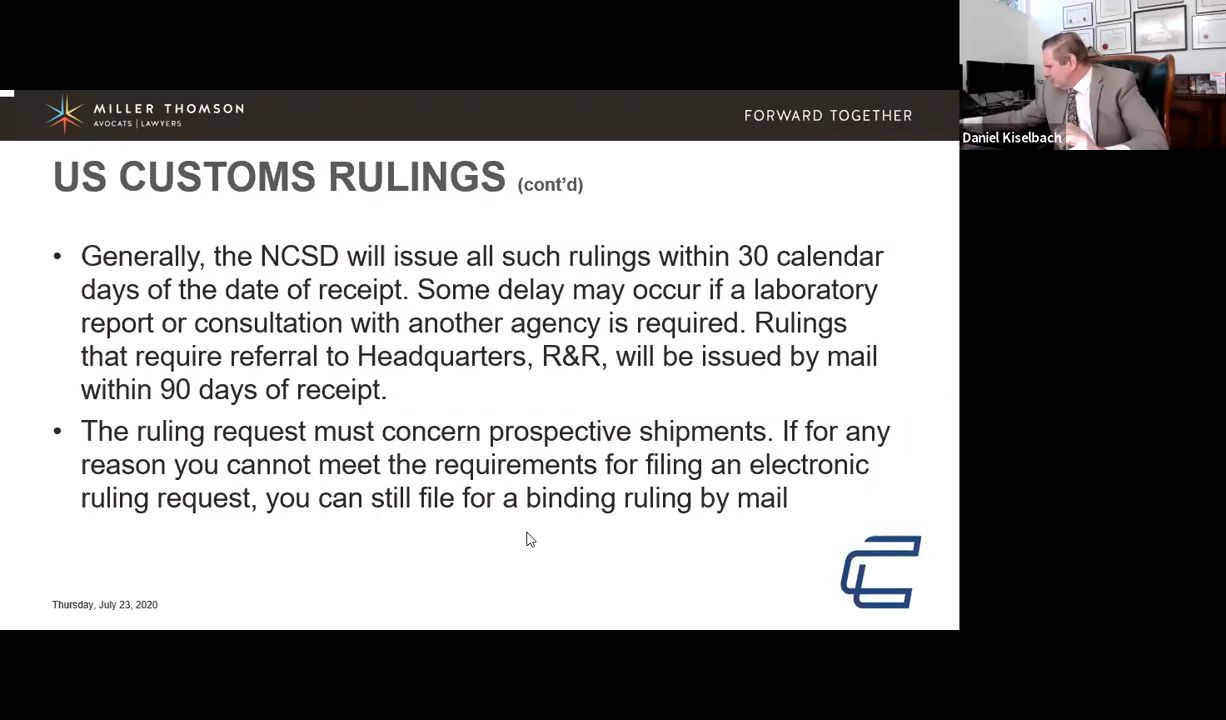 MILLER THOMSON
AVOCATS | LAWYERS
FORWARD TOGETHER
Daniel Kiselbach
US CUSTOMS RULINGS (cont’d)
• Generally, the NCSD will issue all such rulings within 30 calendar
days of the date of receipt. Some delay may occur if a laboratory
report or consultation with another agency is required. Rulings
that require referral to Headquarters, R&R, will be issued by mail
within 90 days of receipt.
• The ruling request must concern prospective shipments. If for any
reason you cannot meet the requirements for filing an electronic
ruling request, you can still file for a binding ruling by mail
Thursday, July 23, 2020